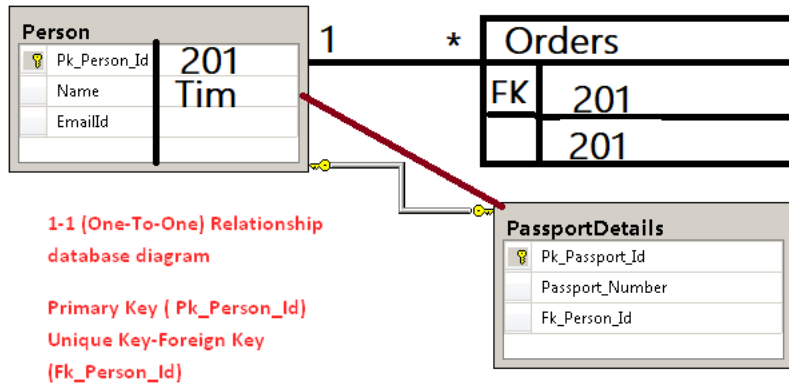 Person
Pk_Person_Id 201
Name Tim
EmailId
1 *
Orders
FK 201
201
1-1 (One-To-One) Relationship
database diagram
Primary Key ( Pk_Person_Id)
Unique Key-Foreign Key
(Fk_Person_Id)
PassportDetails
Pk_Passport_Id
Passport_Number
Fk_Person_Id